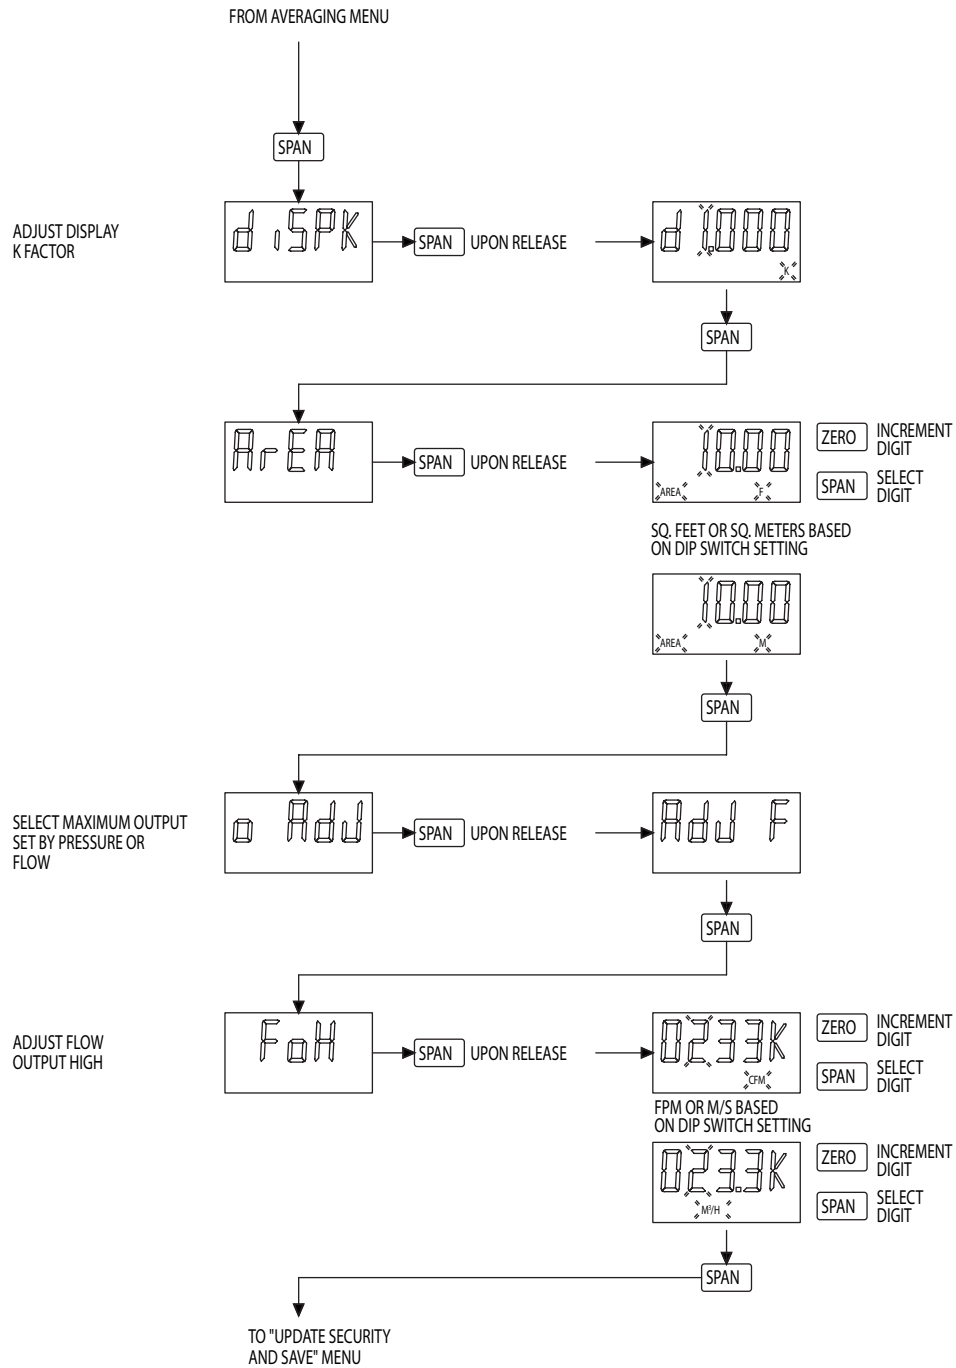 FROM AVERAGING MENU
SPAN
ADJUST DISPLAY
K FACTOR
d iSPK
SPAN UPON RELEASE
d 1.000
K
SPAN
ArEA
SPAN UPON RELEASE
10.00
AREA F
ZERO INCREMENT
DIGIT
SPAN SELECT
DIGIT
SQ. FEET OR SQ. METERS BASED
ON DIP SWITCH SETTING
10.00
AREA M
SPAN
SELECT MAXIMUM OUTPUT
SET BY PRESSURE OR
FLOW
o AdJ
SPAN UPON RELEASE
AdJ F
SPAN
ADJUST FLOW
OUTPUT HIGH
FoH
SPAN UPON RELEASE
0233K
CFM
ZERO INCREMENT
DIGIT
SPAN SELECT
DIGIT
FPM OR M/S BASED
ON DIP SWITCH SETTING
023.3K
M³/H
ZERO INCREMENT
DIGIT
SPAN SELECT
DIGIT
SPAN
TO "UPDATE SECURITY
AND SAVE" MENU